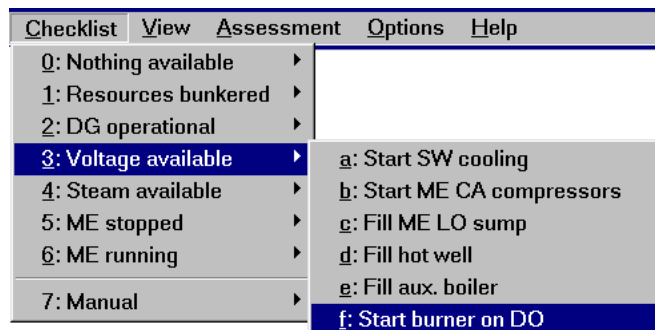 Checklist View Assessment Options Help
0: Nothing available
1: Resources bunkered
2: DG operational
3: Voltage available
4: Steam available
5: ME stopped
6: ME running
7: Manual
a: Start SW cooling
b: Start ME CA compressors
c: Fill ME LO sump
d: Fill hot well
e: Fill aux. boiler
f: Start burner on DO